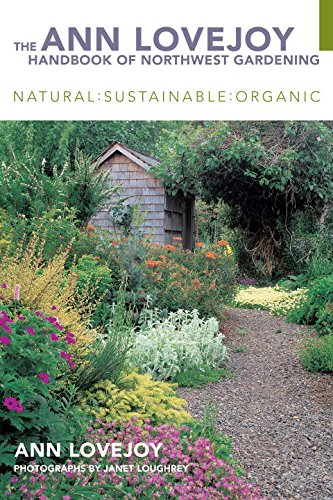 THE ANN LOVEJOY
HANDBOOK OF NORTHWEST GARDENING
NATURAL:SUSTAINABLE:ORGANIC
ANN LOVEJOY
PHOTOGRAPHS BY JANET LOUGHREY